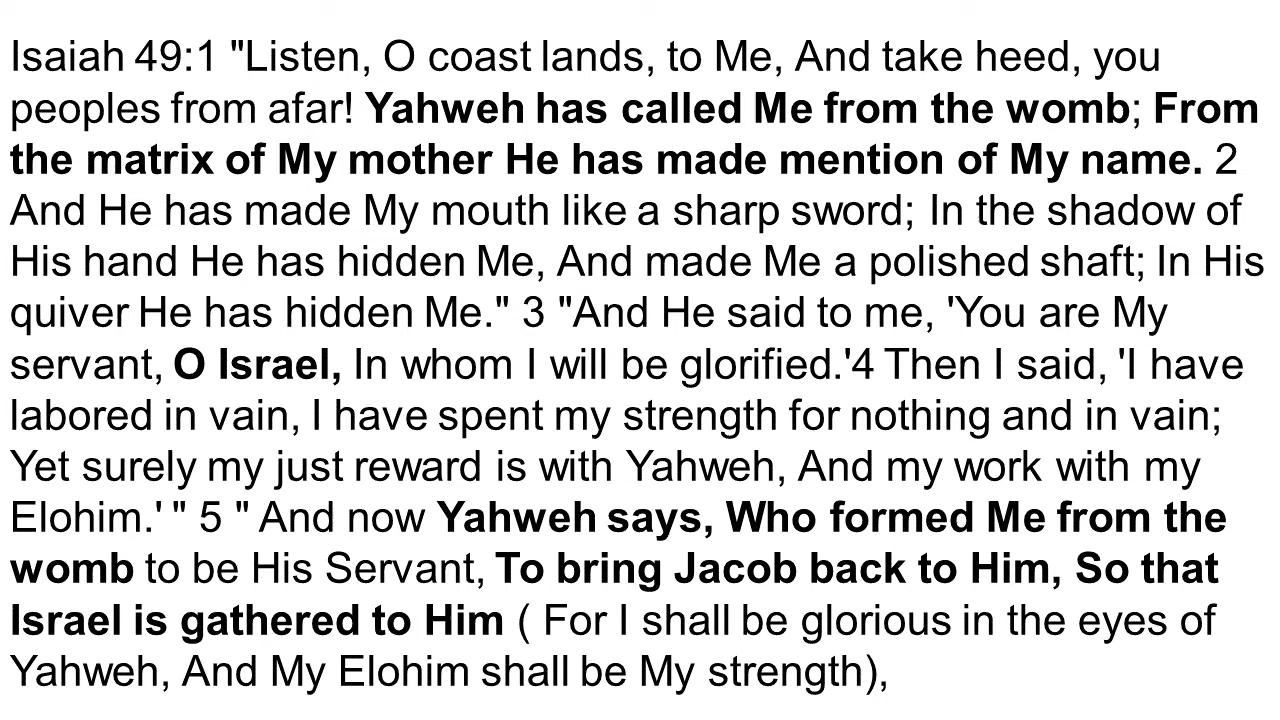 Isaiah 49:1 "Listen, O coast lands, to Me, And take heed, you
peoples from afar! Yahweh has called Me from the womb; From
the matrix of My mother He has made mention of My name. 2
And He has made My mouth like a sharp sword; In the shadow of
His hand He has hidden Me, And made Me a polished shaft; In His
quiver He has hidden Me." 3 "And He said to me, 'You are My
servant, O Israel, In whom I will be glorified.'4 Then I said, 'I have
labored in vain, I have spent my strength for nothing and in vain;
Yet surely my just reward is with Yahweh, And my work with my
Elohim.' " 5 " And now Yahweh says, Who formed Me from the
womb to be His Servant, To bring Jacob back to Him, So that
Israel is gathered to Him ( For I shall be glorious in the eyes of
Yahweh, And My Elohim shall be My strength),